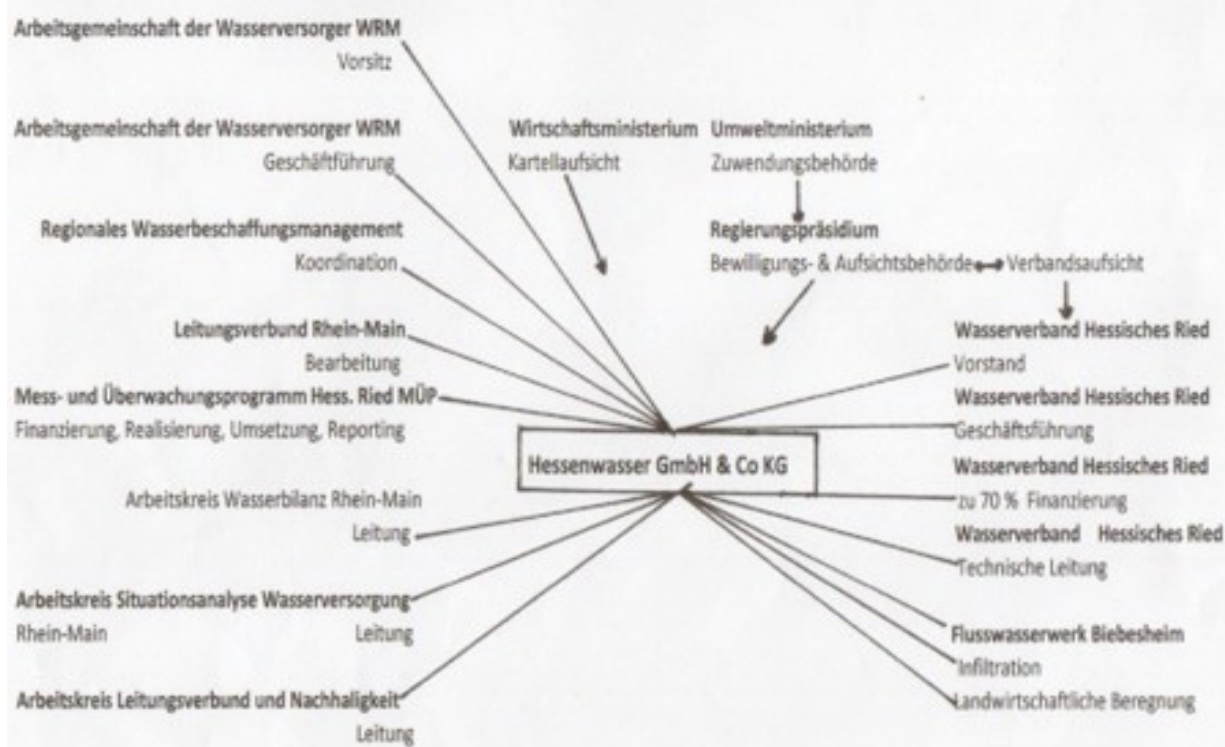 Arbeitsgemeinschaft der Wasserversorger WRM
Vorsitz
Arbeitsgemeinschaft der Wasserversorger WRM
Geschäftführung
Wirtschaftsministerium
Kartellaufsicht
Umweltministerium
Zuwendungsbehörde
Regierungspräsidium
Bewilligungs- & Aufsichtsbehörde
Verbandsaufsicht
Regionales Wasserbeschaffungsmanagement
Koordination
Leitungsverbund Rhein-Main
Bearbeitung
Mess- und Überwachungsprogramm Hess. Ried MÜP
Finanzierung, Realisierung, Umsetzung, Reporting
Hessenwasser GmbH & Co KG
Wasserverband Hessisches Ried
Vorstand
Wasserverband Hessisches Ried
Geschäftsführung
Wasserverband Hessisches Ried
zu 70 % Finanzierung
Wasserverband Hessisches Ried
Technische Leitung
Arbeitskreis Wasserbilanz Rhein-Main
Leitung
Arbeitskreis Situationsanalyse Wasserversorgung
Rhein-Main Leitung
Arbeitskreis Leitungsverbund und Nachhaligkeit
Leitung
Flusswasserwerk Biebesheim
Infiltration
Landwirtschaftliche Beregnung